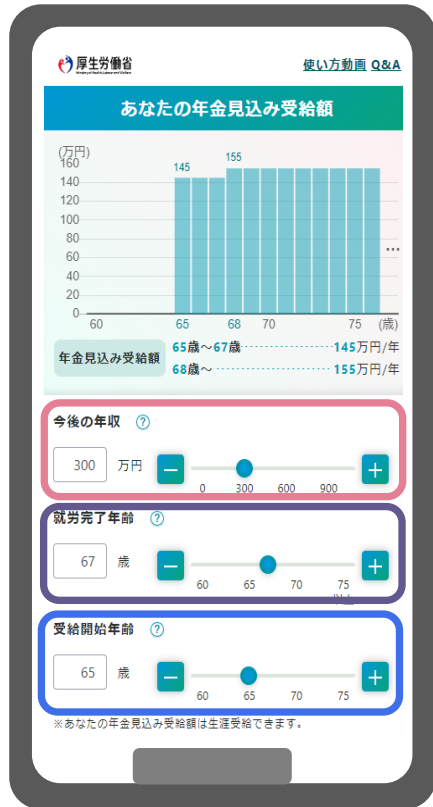 厚生労働省
Ministry of Health, Labour and Welfare
使い方動画 Q&A
あなたの年金見込み受給額
(万円)
160
140
120
100
80
60
40
20
0
145
155
...
60 65 68 70 75 (歳)
年金見込み受給額
65歳～67歳 145万円/年
68歳～ 155万円/年
今後の年収 ?
300 万円 − +
0 300 600 900
就労完了年齢 ?
67 歳 − +
60 65 70 75
受給開始年齢 ?
65 歳 − +
60 65 70 75
※あなたの年金見込み受給額は生涯受給できます。